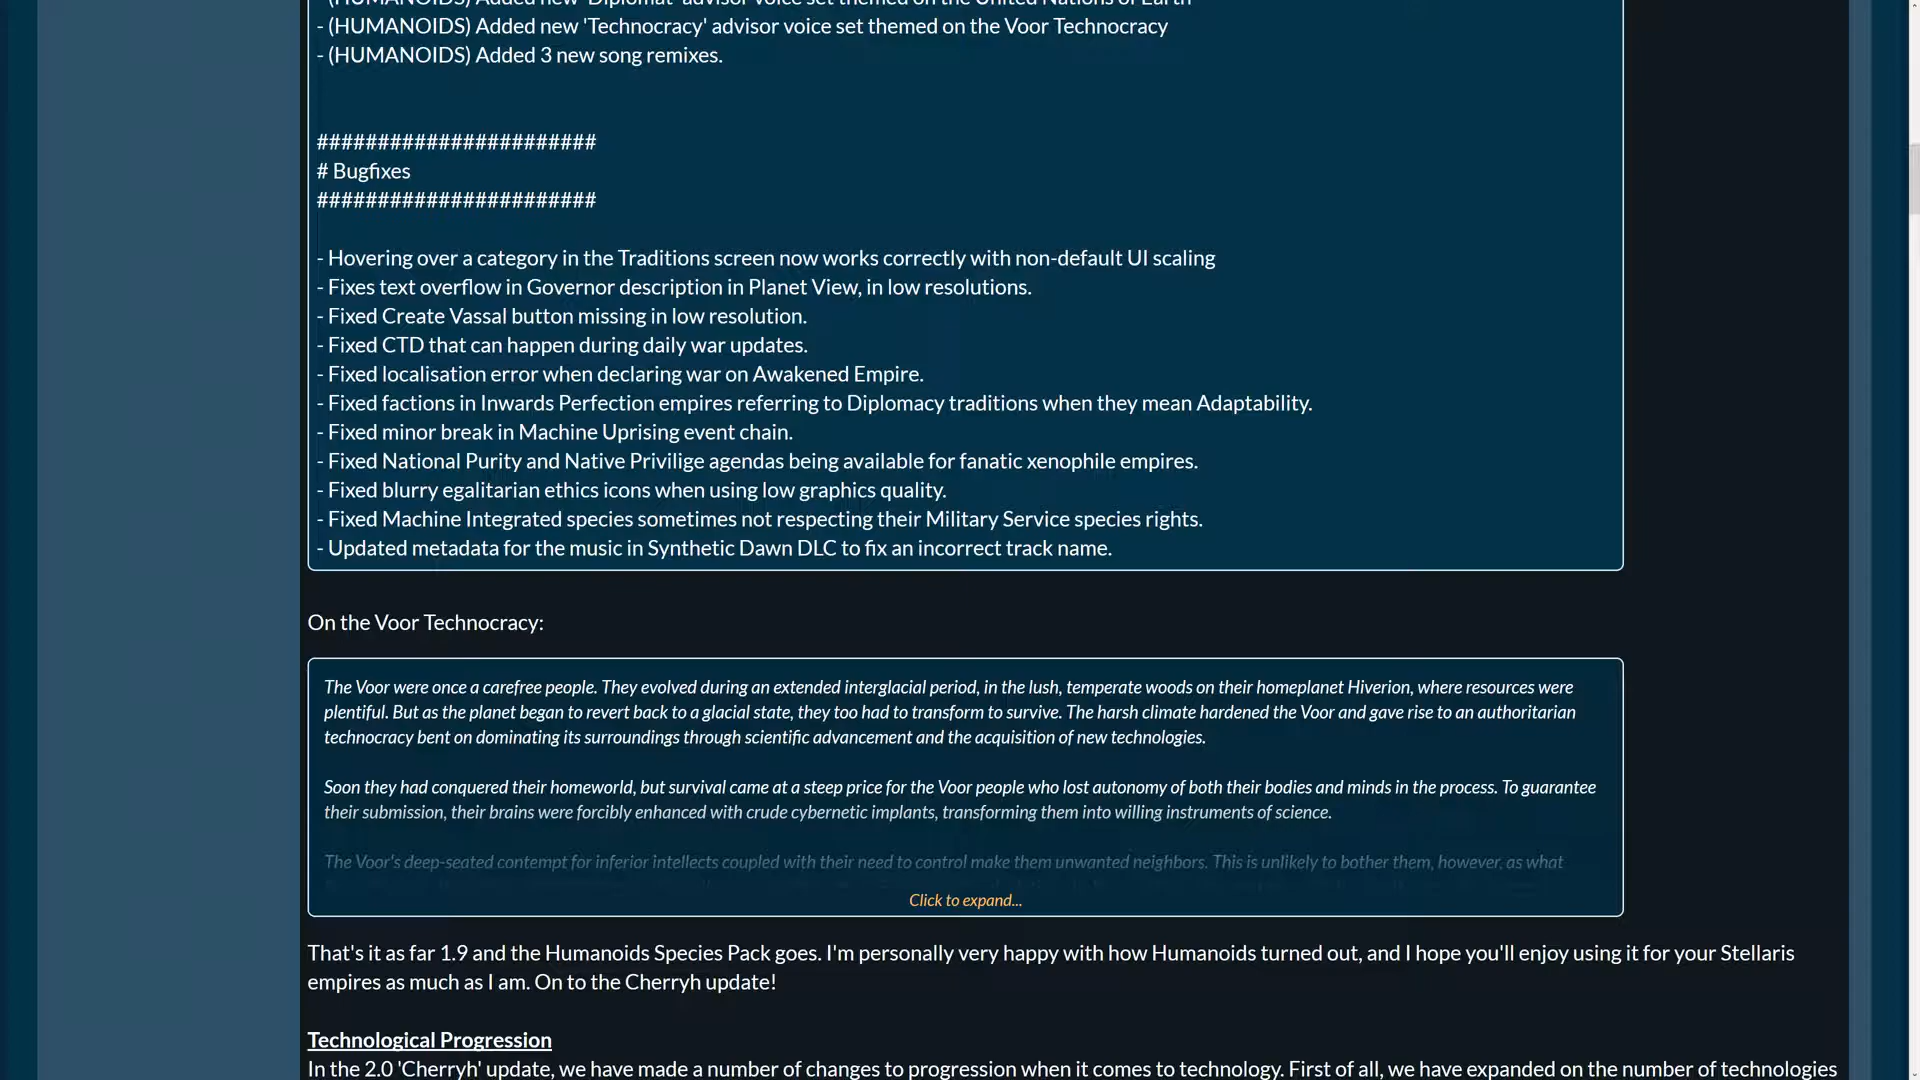 - (HUMANOIDS) Added new 'Diplomat' advisor voice set themed on the United Nations of Earth
- (HUMANOIDS) Added new 'Technocracy' advisor voice set themed on the Voor Technocracy
- (HUMANOIDS) Added 3 new song remixes.
#######################
# Bugfixes
#######################
- Hovering over a category in the Traditions screen now works correctly with non-default UI scaling
- Fixes text overflow in Governor description in Planet View, in low resolutions.
- Fixed Create Vassal button missing in low resolution.
- Fixed CTD that can happen during daily war updates.
- Fixed localisation error when declaring war on Awakened Empire.
- Fixed factions in Inwards Perfection empires referring to Diplomacy traditions when they mean Adaptability.
- Fixed minor break in Machine Uprising event chain.
- Fixed National Purity and Native Privilige agendas being available for fanatic xenophile empires.
- Fixed blurry egalitarian ethics icons when using low graphics quality.
- Fixed Machine Integrated species sometimes not respecting their Military Service species rights.
- Updated metadata for the music in Synthetic Dawn DLC to fix an incorrect track name.
On the Voor Technocracy:
The Voor were once a carefree people. They evolved during an extended interglacial period, in the lush, temperate woods on their homeplanet Hiverion, where resources were
plentiful. But as the planet began to revert back to a glacial state, they too had to transform to survive. The harsh climate hardened the Voor and gave rise to an authoritarian
technocracy bent on dominating its surroundings through scientific advancement and the acquisition of new technologies.
Soon they had conquered their homeworld, but survival came at a steep price for the Voor people who lost autonomy of both their bodies and minds in the process. To guarantee
their submission, their brains were forcibly enhanced with crude cybernetic implants, transforming them into willing instruments of science.
The Voor's deep-seated contempt for inferior intellects coupled with their need to control make them unwanted neighbors. This is unlikely to bother them, however, as what
Click to expand...
That's it as far 1.9 and the Humanoids Species Pack goes. I'm personally very happy with how Humanoids turned out, and I hope you'll enjoy using it for your Stellaris
empires as much as I am. On to the Cherryh update!
Technological Progression
In the 2.0 'Cherryh' update, we have made a number of changes to progression when it comes to technology. First of all, we have expanded on the number of technologies